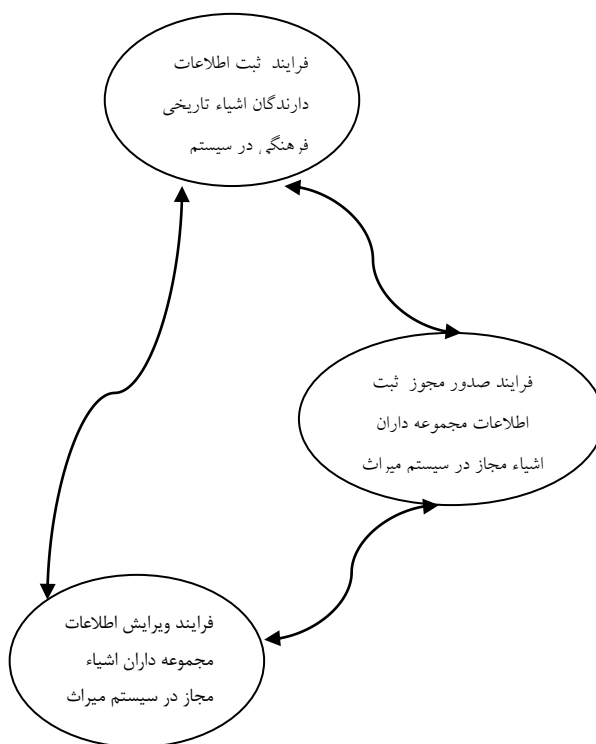 فرایند ثبت اطلاعات
دارندگان اشیاء تاریخی
فرهنگی در سیستم
فرایند صدور مجوز ثبت
اطلاعات مجموعه داران
اشیاء مجاز در سیستم میراث
فرایند ویرایش اطلاعات
مجموعه داران اشیاء
مجاز در سیستم میراث